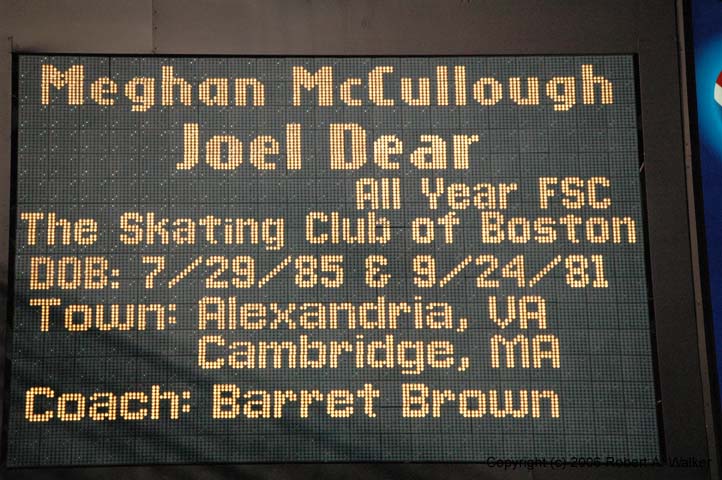 Meghan McCullough
Joel Dear
All Year FSC
The Skating Club of Boston
DOB: 7/29/85 & 9/24/81
Town: Alexandria, VA
Cambridge, MA
Coach: Barret Brown
Copyright (c) 2006 Robert A. Walker